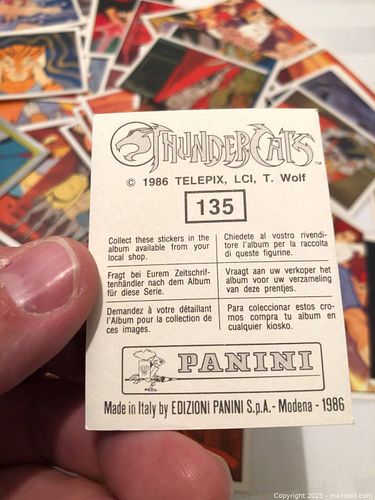 THUNDERCATS™
© 1986 TELEPIX, LCI, T. Wolf
135
Collect these stickers in the
album available from your
local shop.
Chiedete al vostro rivendi-
tore l'album per la raccolta
di queste figurine.
Fragt bei Eurem Zeitschrif-
tenhändler nach dem Album
für diese Serie.
Vraagt aan uw verkoper het
album voor uw verzameling
van deze prentjes.
Demandez à votre détaillant
l'Album pour la collection de
ces images.
Para coleccionar estos cro-
mos compra tu album en
cualquier kiosko.
PANINI
Made in Italy by EDIZIONI PANINI S.p.A. - Modena - 1986
Copyright 2025 - maxsold.com